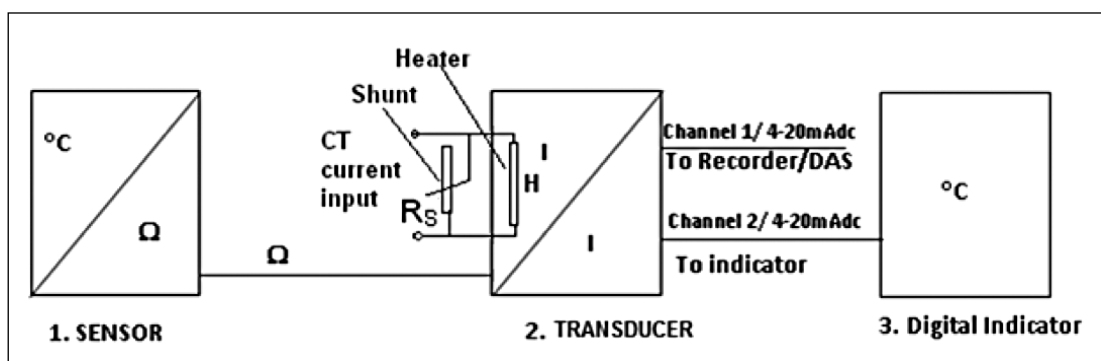 Heater
Shunt
°C
CT
current
input
R_S
I
H
Channel 1/ 4-20mAdc
To Recorder/DAS
°C
Ω
Ω
I
Channel 2/ 4-20mAdc
To indicator
1. SENSOR
2. TRANSDUCER
3. Digital Indicator